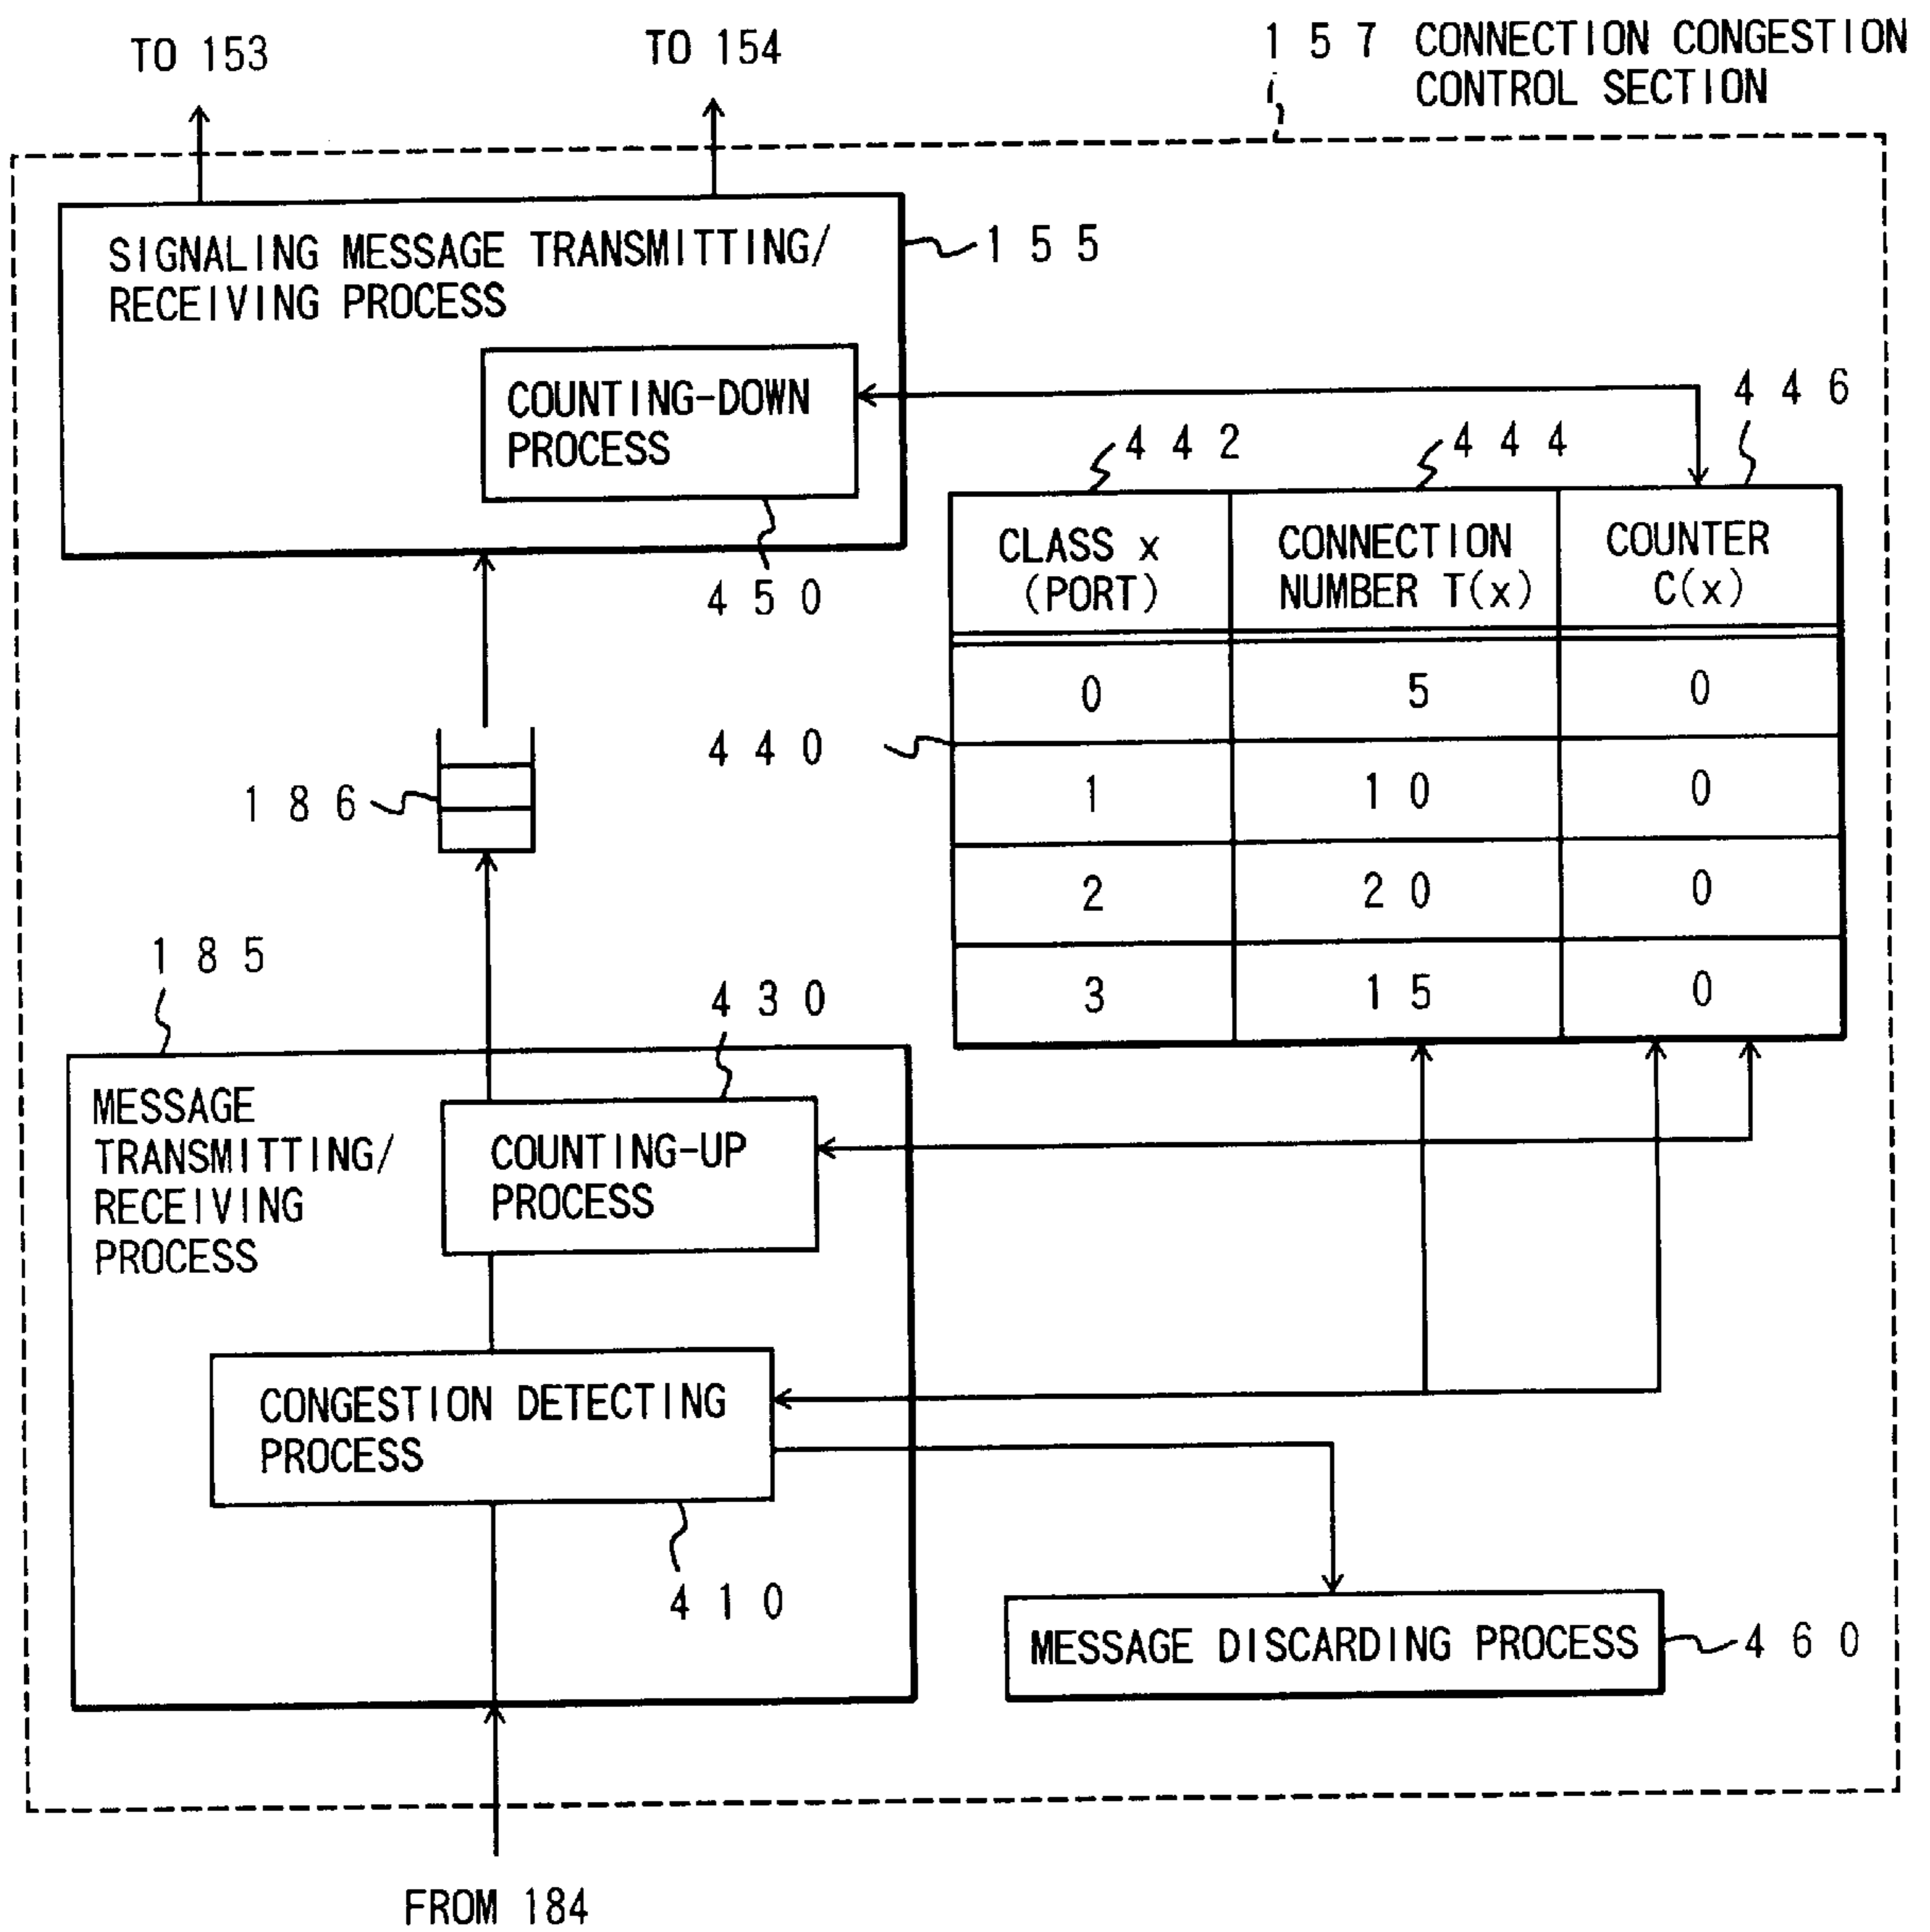 TO 153
TO 154
157 CONNECTION CONGESTION
CONTROL SECTION
SIGNALING MESSAGE TRANSMITTING/
RECEIVING PROCESS
155
COUNTING-DOWN
PROCESS
450
442
444
446
CLASS x
(PORT)
CONNECTION
NUMBER T(x)
COUNTER
C(x)
0 5 0
440
1 10 0
2 20 0
3 15 0
186
185
430
MESSAGE
TRANSMITTING/
RECEIVING
PROCESS
COUNTING-UP
PROCESS
CONGESTION DETECTING
PROCESS
410
MESSAGE DISCARDING PROCESS
460
FROM 184